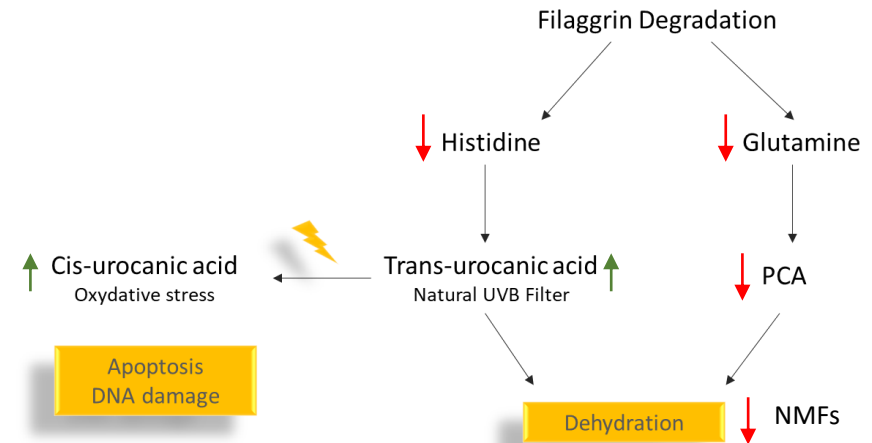 Filaggrin Degradation
Histidine
Glutamine
Cis-urocanic acid
Oxydative stress
Trans-urocanic acid
Natural UVB Filter
PCA
Apoptosis
DNA damage
Dehydration
NMFs